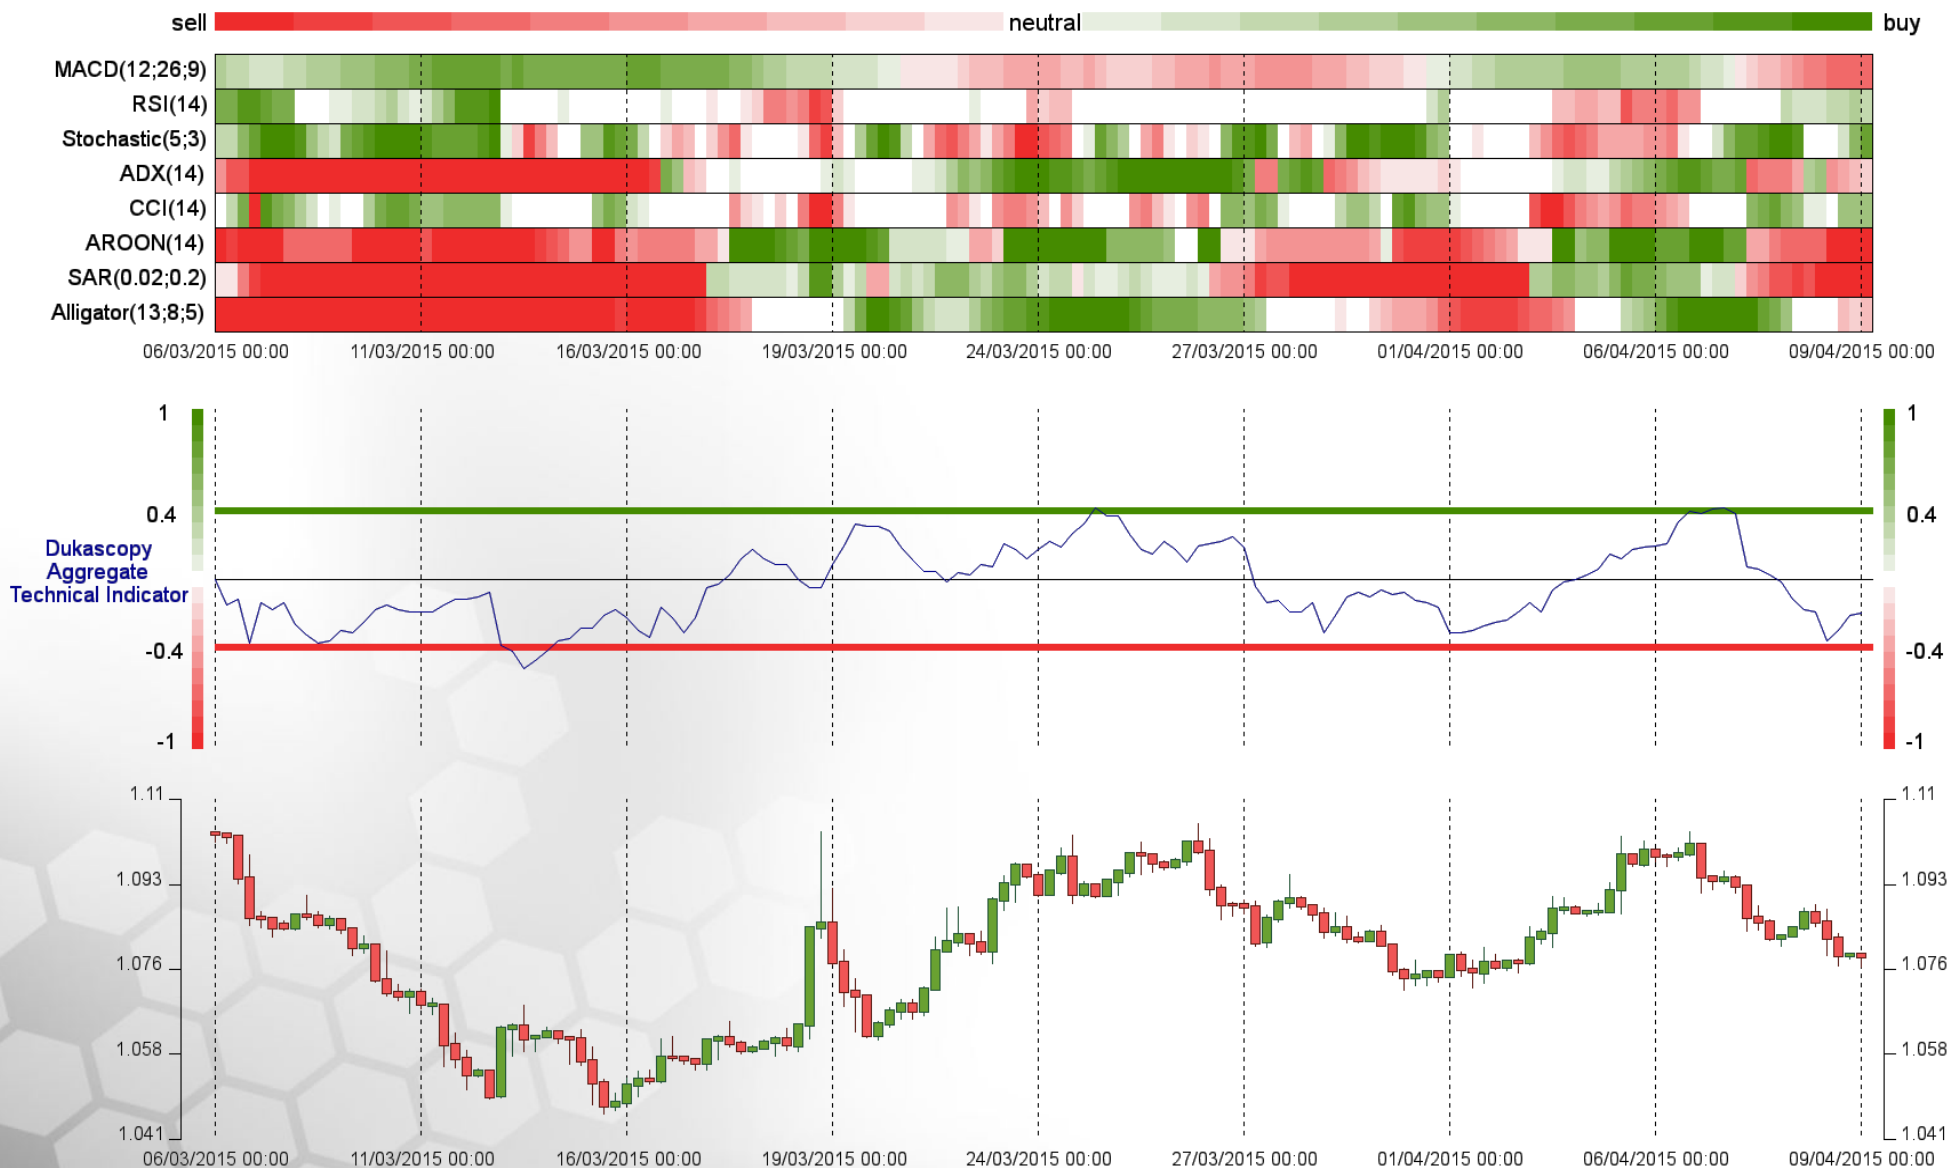 sell neutral buy
MACD(12;26;9)
RSI(14)
Stochastic(5;3)
ADX(14)
CCI(14)
AROON(14)
SAR(0.02;0.2)
Alligator(13;8;5)
06/03/2015 00:00 11/03/2015 00:00 16/03/2015 00:00 19/03/2015 00:00 24/03/2015 00:00 27/03/2015 00:00 01/04/2015 00:00 06/04/2015 00:00 09/04/2015 00:00
1 1
0.4 0.4
Dukascopy
Aggregate
Technical Indicator
-0.4 -0.4
-1 -1
1.11 1.11
1.093 1.093
1.076 1.076
1.058 1.058
1.041 1.041
06/03/2015 00:00 11/03/2015 00:00 16/03/2015 00:00 19/03/2015 00:00 24/03/2015 00:00 27/03/2015 00:00 01/04/2015 00:00 06/04/2015 00:00 09/04/2015 00:00